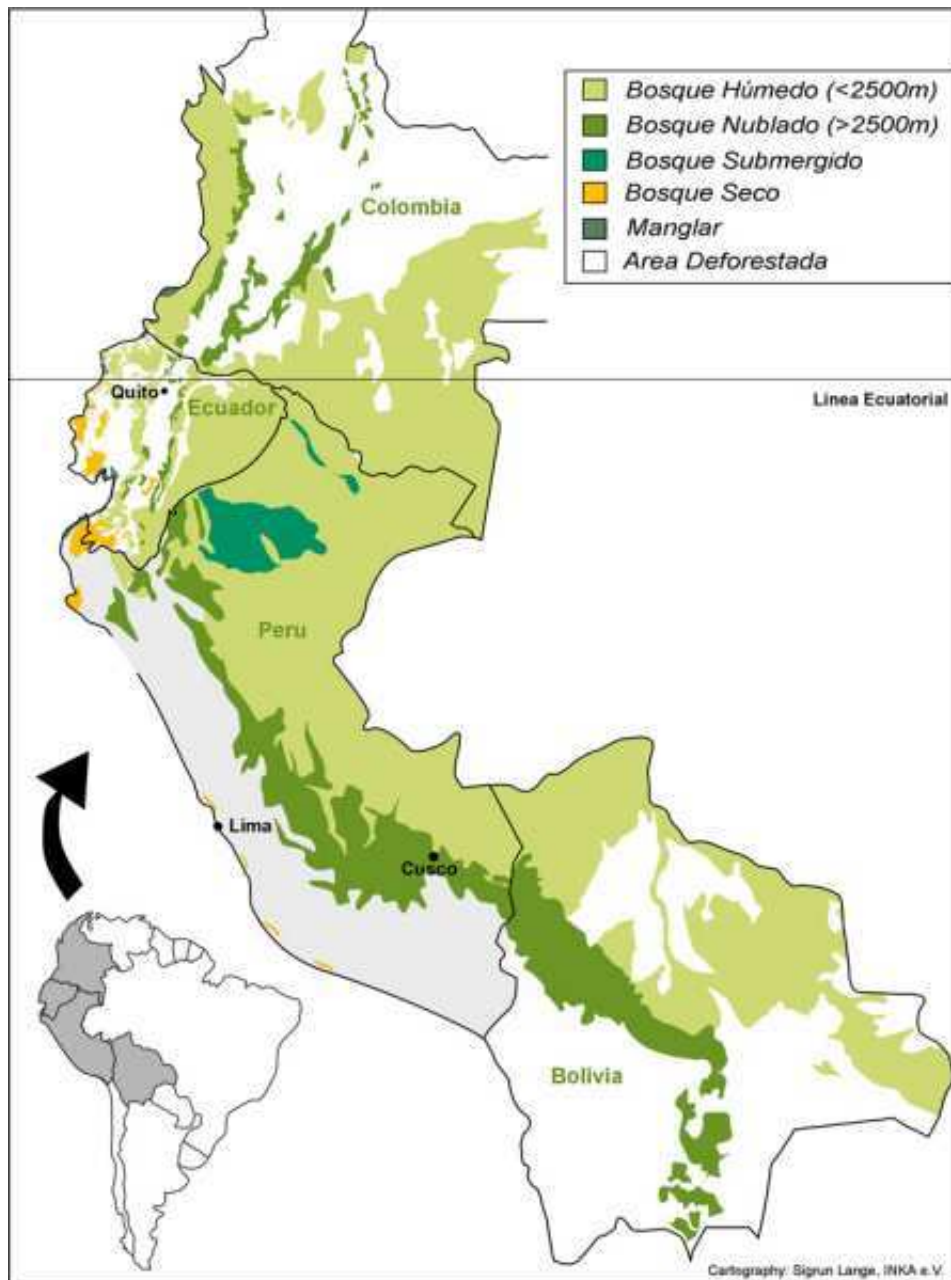 Bosque Húmedo (<2500m)
Bosque Nublado (>2500m)
Bosque Submergido
Bosque Seco
Manglar
Area Deforestada
Colombia
Quito
Ecuador
Línea Ecuatorial
Peru
Lima
Cusco
Bolivia
Cartography: Sigrun Lange, INKA e.V.